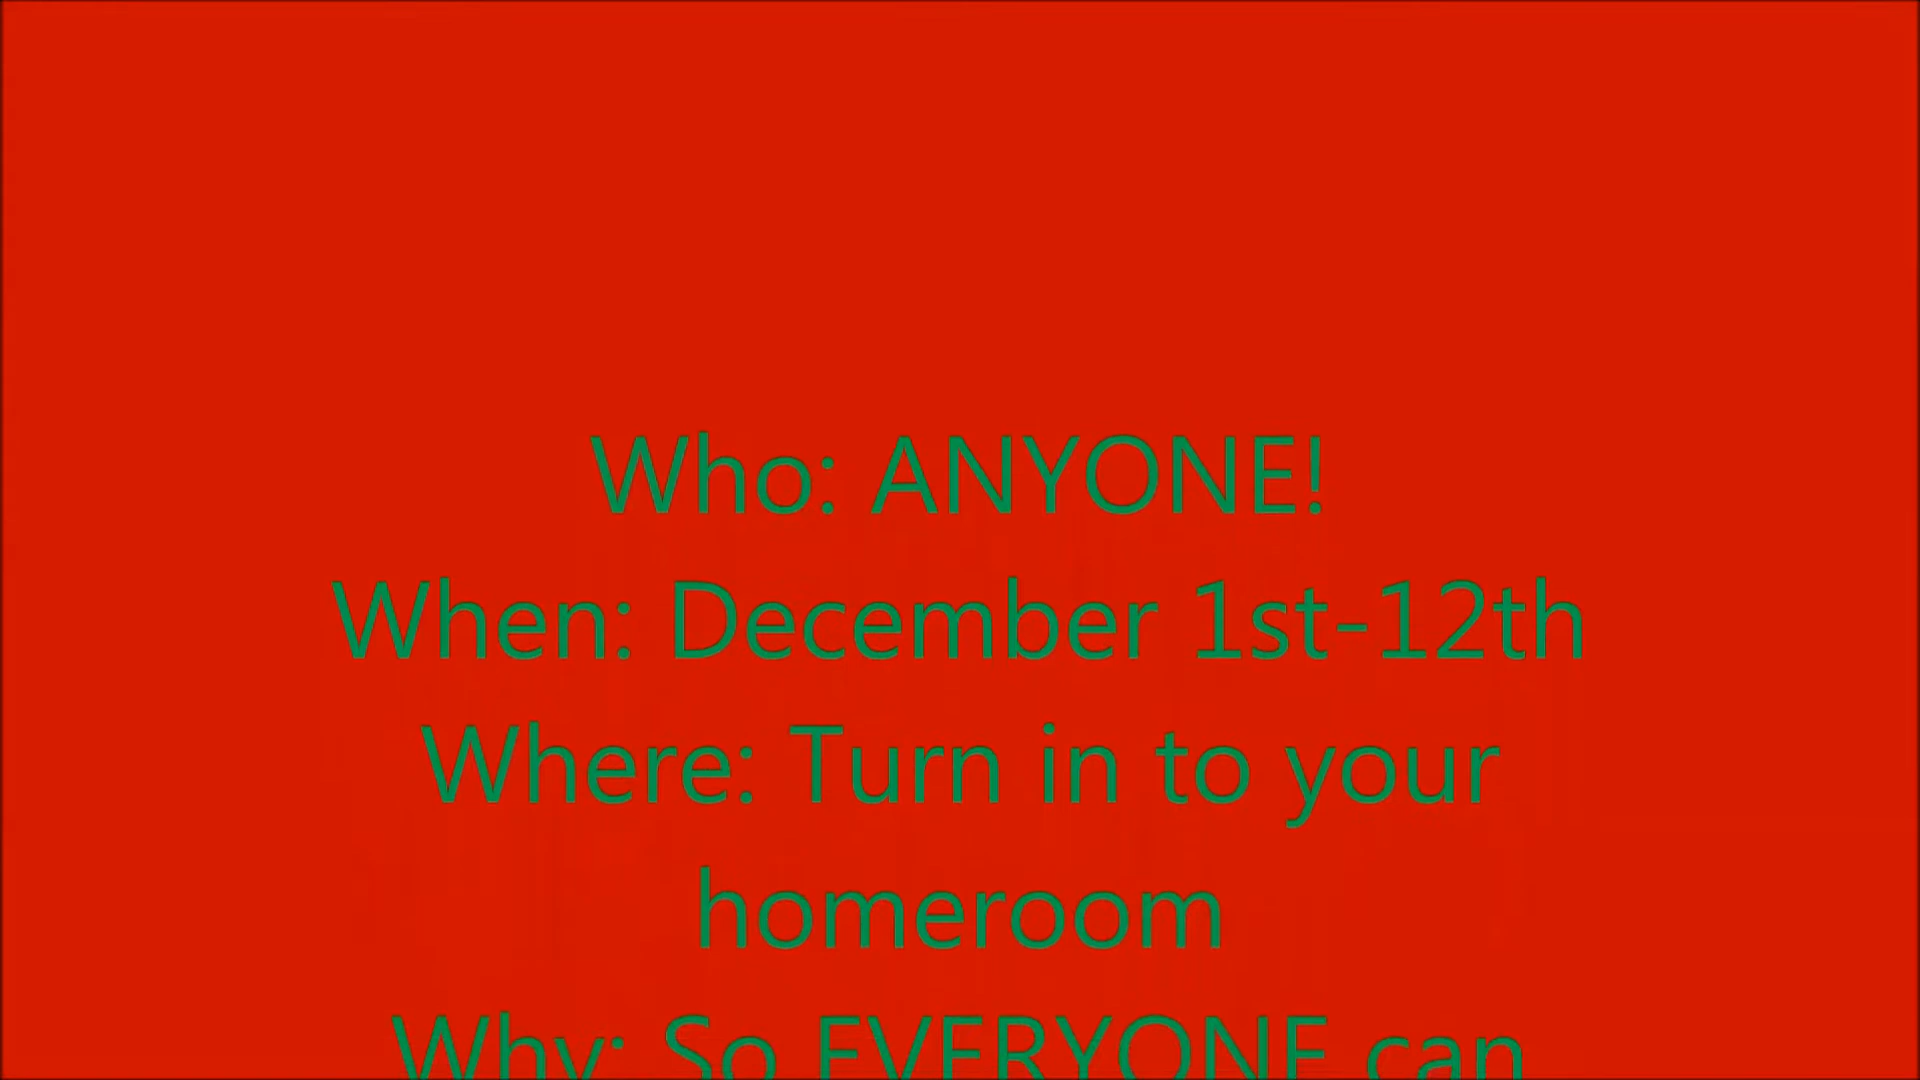 Who: ANYONE!
When: December 1st-12th
Where: Turn in to your
homeroom
Why: So EVERYONE can